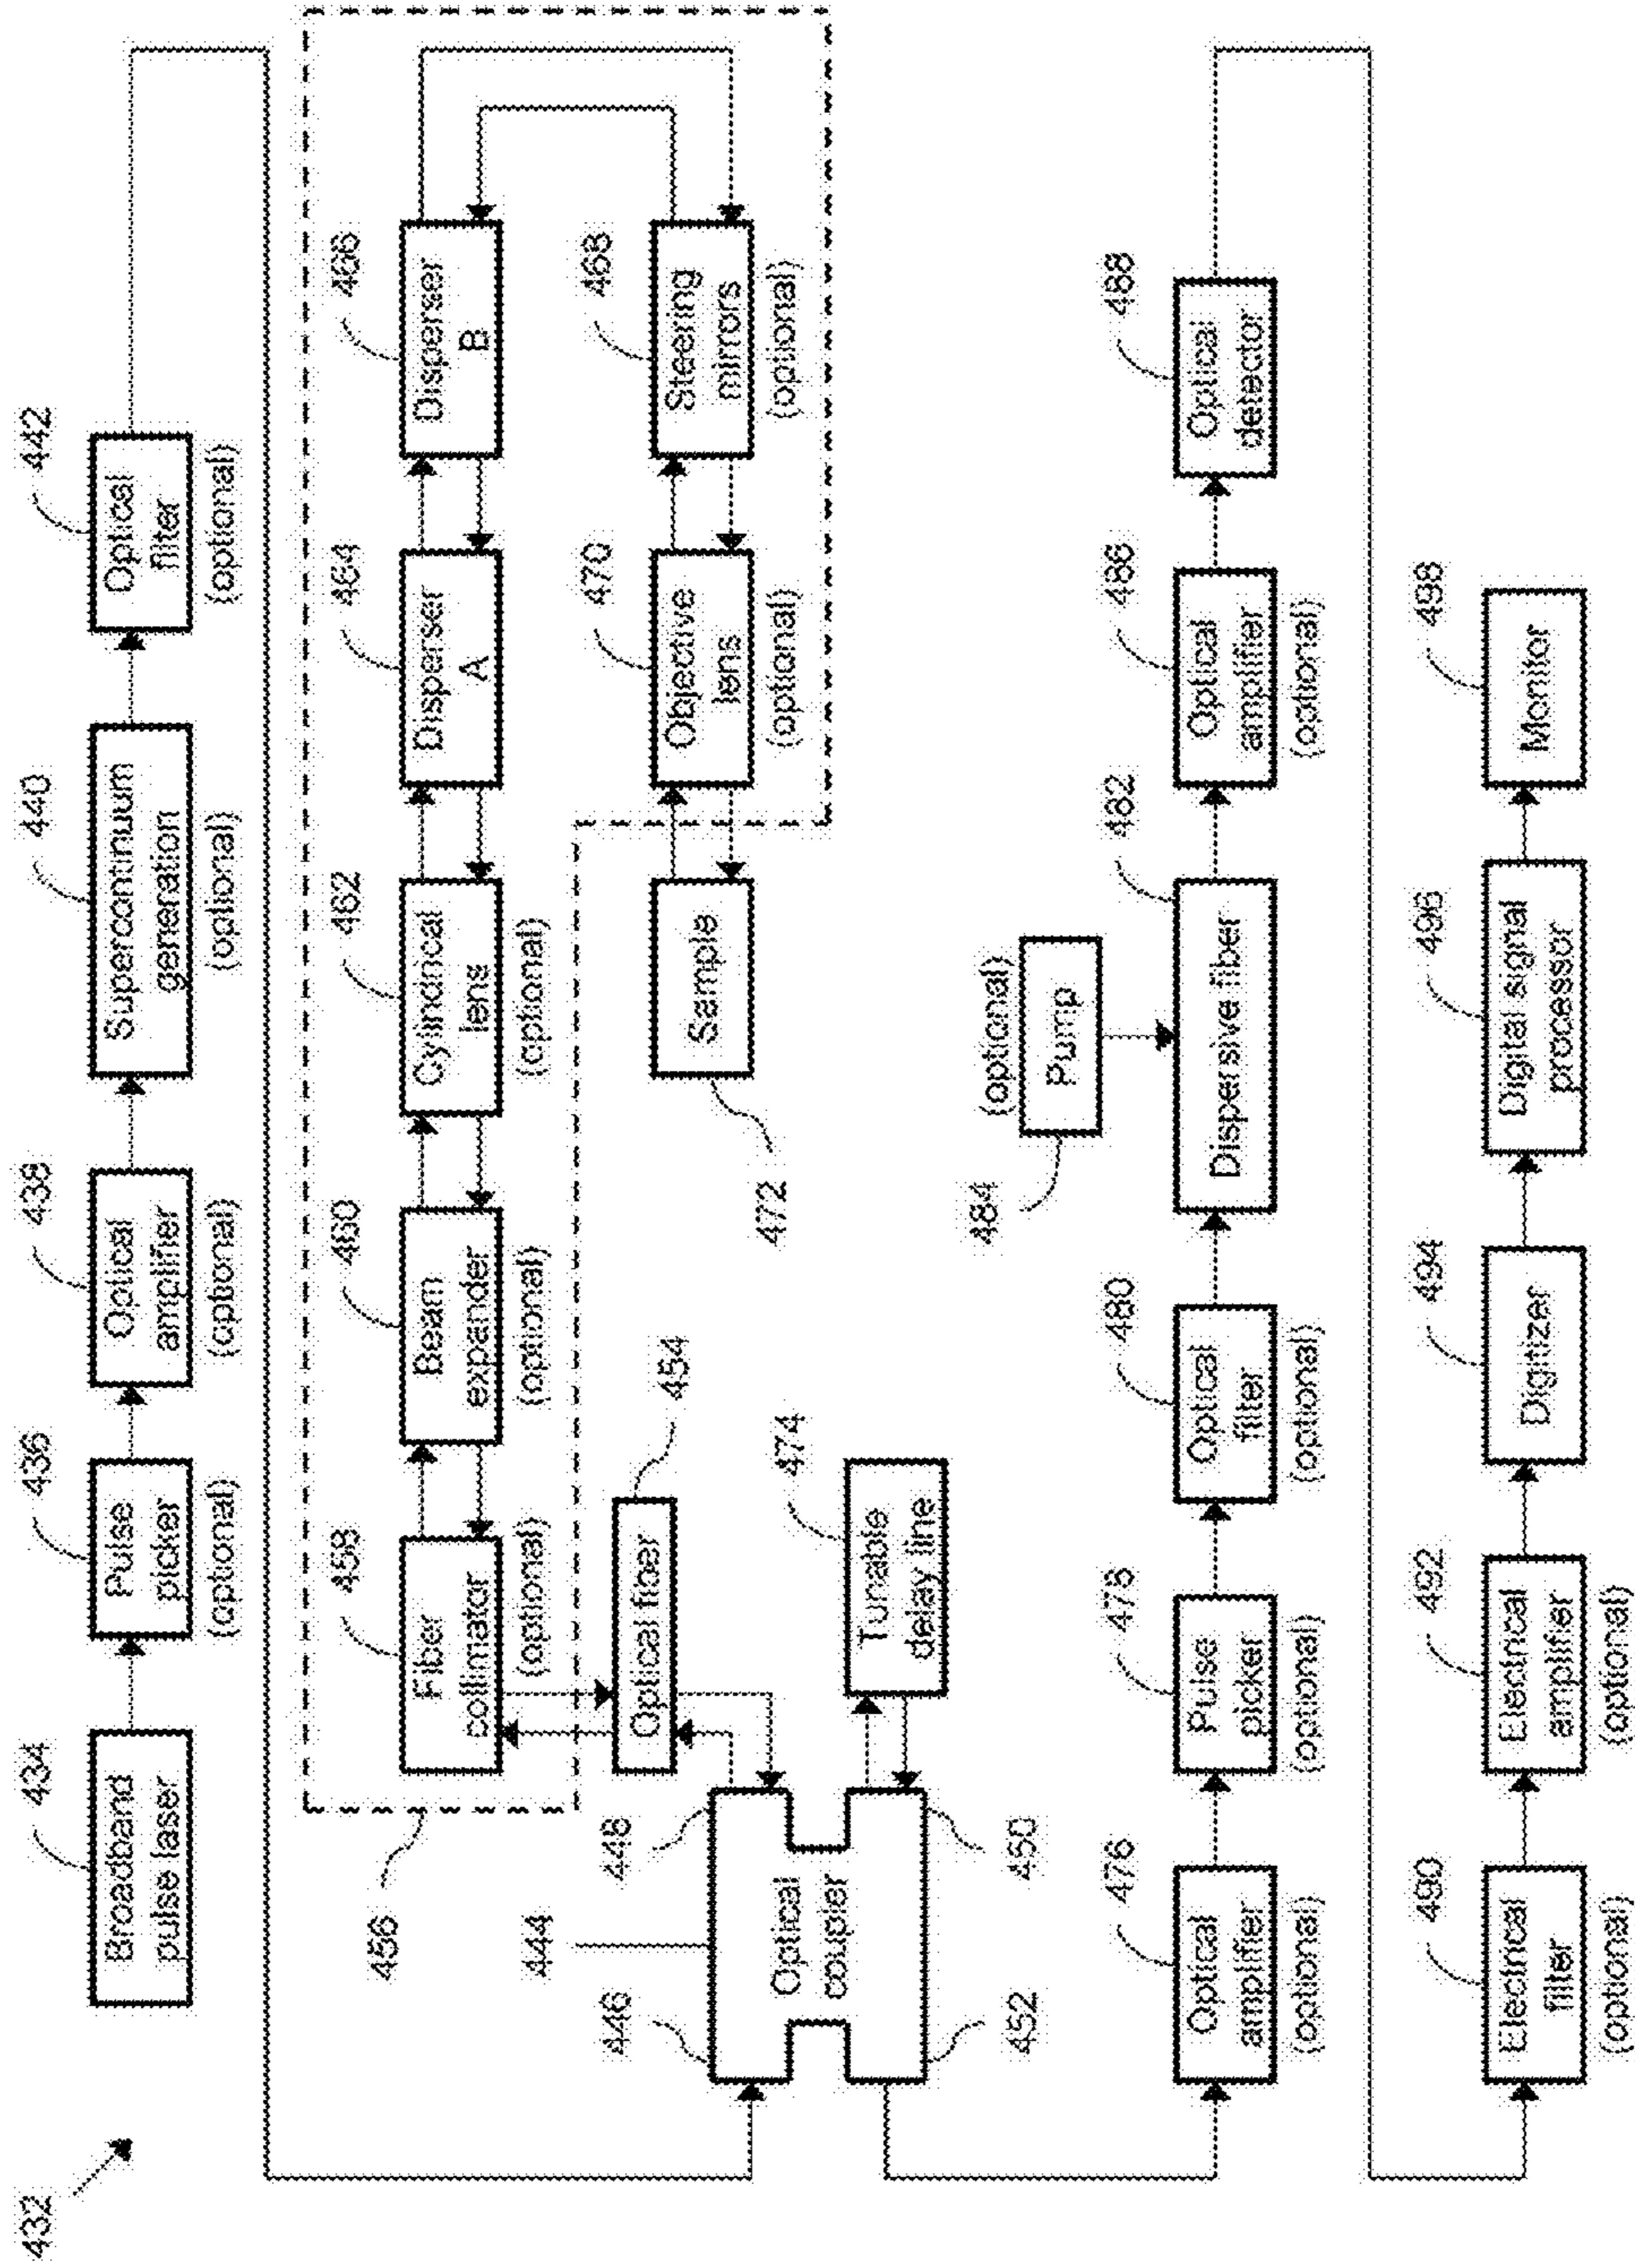 432
434
Broadband
pulse laser
436
Pulse
picker
(optional)
438
Optical
amplifier
(optional)
440
Supercontinuum
generation
(optional)
442
Optical
filter
(optional)
456
458
Fiber
collimator
(optional)
460
Beam
expander
(optional)
462
Cylindrical
lens
(optional)
464
Disperser
A
466
Disperser
B
454
Optical fiber
472
Sample
470
Objective
lens
(optional)
468
Steering
mirrors
(optional)
444
446
448
Optical
coupler
452
450
474
Tunable
delay line
484
(optional)
Pump
476
Optical
amplifier
(optional)
478
Pulse
picker
(optional)
480
Optical
filter
(optional)
482
Dispersive fiber
486
Optical
amplifier
(optional)
488
Optical
detector
490
Electrical
filter
(optional)
492
Electrical
amplifier
(optional)
494
Digitizer
496
Digital signal
processor
498
Monitor